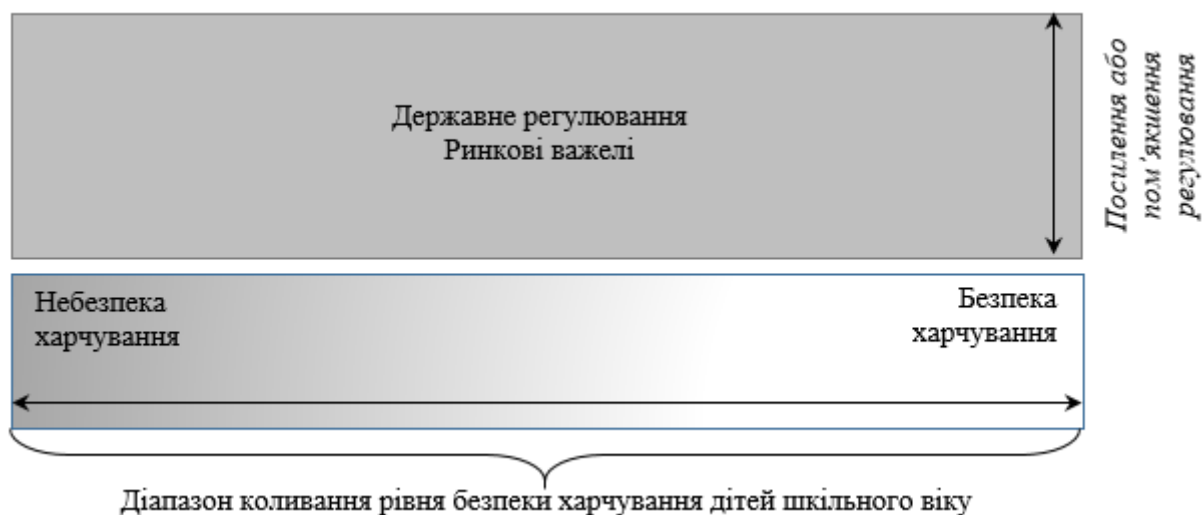 Державне регулювання
Ринкові важелі
Посилення або
пом'якшення
регулювання
Небезпека
харчування
Безпека
харчування
Діапазон коливання рівня безпеки харчування дітей шкільного віку